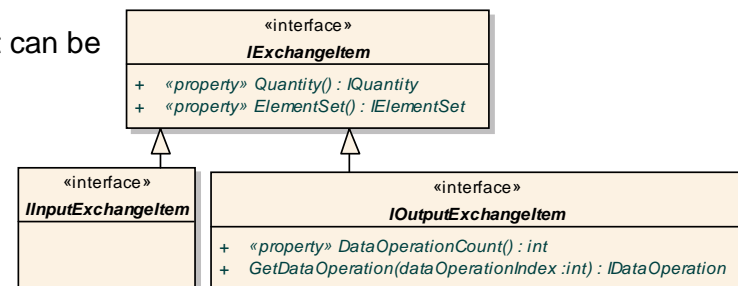 can be
«interface»
IExchangeItem
+ «property» Quantity() : IQuantity
+ «property» ElementSet() : IElementSet
«interface»
IInputExchangeItem
«interface»
IOutputExchangeItem
+ «property» DataOperationCount() : int
+ GetDataOperation(dataOperationIndex :int) : IDataOperation